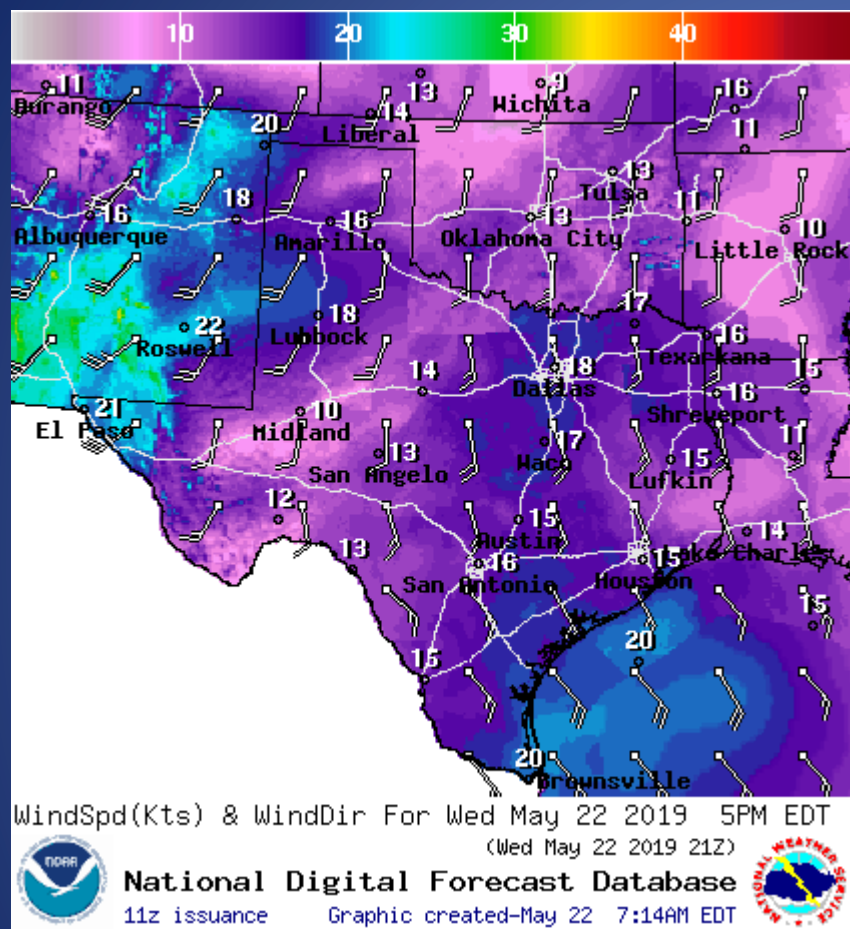 10 20 30 40
11 13 9 16
Durango Wichita
14
Liberal
20 11
13
Tulsa
16 18 16 13 11 10
Albuquerque Amarillo Oklahoma City Little Rock
22 18 17
Roswell Lubbock
16
Texarkana
14 18 15
Dallas
16
Shreveport
21 10
El Paso Midland
13 17 15 11
San Angelo Waco Lufkin
12 15 14
Austin Lake Charles
13 16 15
San Antonio Houston
15
20
15
20
Brownsville
WindSpd(Kts) & WindDir For Wed May 22 2019 5PM EDT
(Wed May 22 2019 21Z)
NOAA
National Digital Forecast Database
11z issuance Graphic created-May 22 7:14AM EDT
NATIONAL WEATHER SERVICE